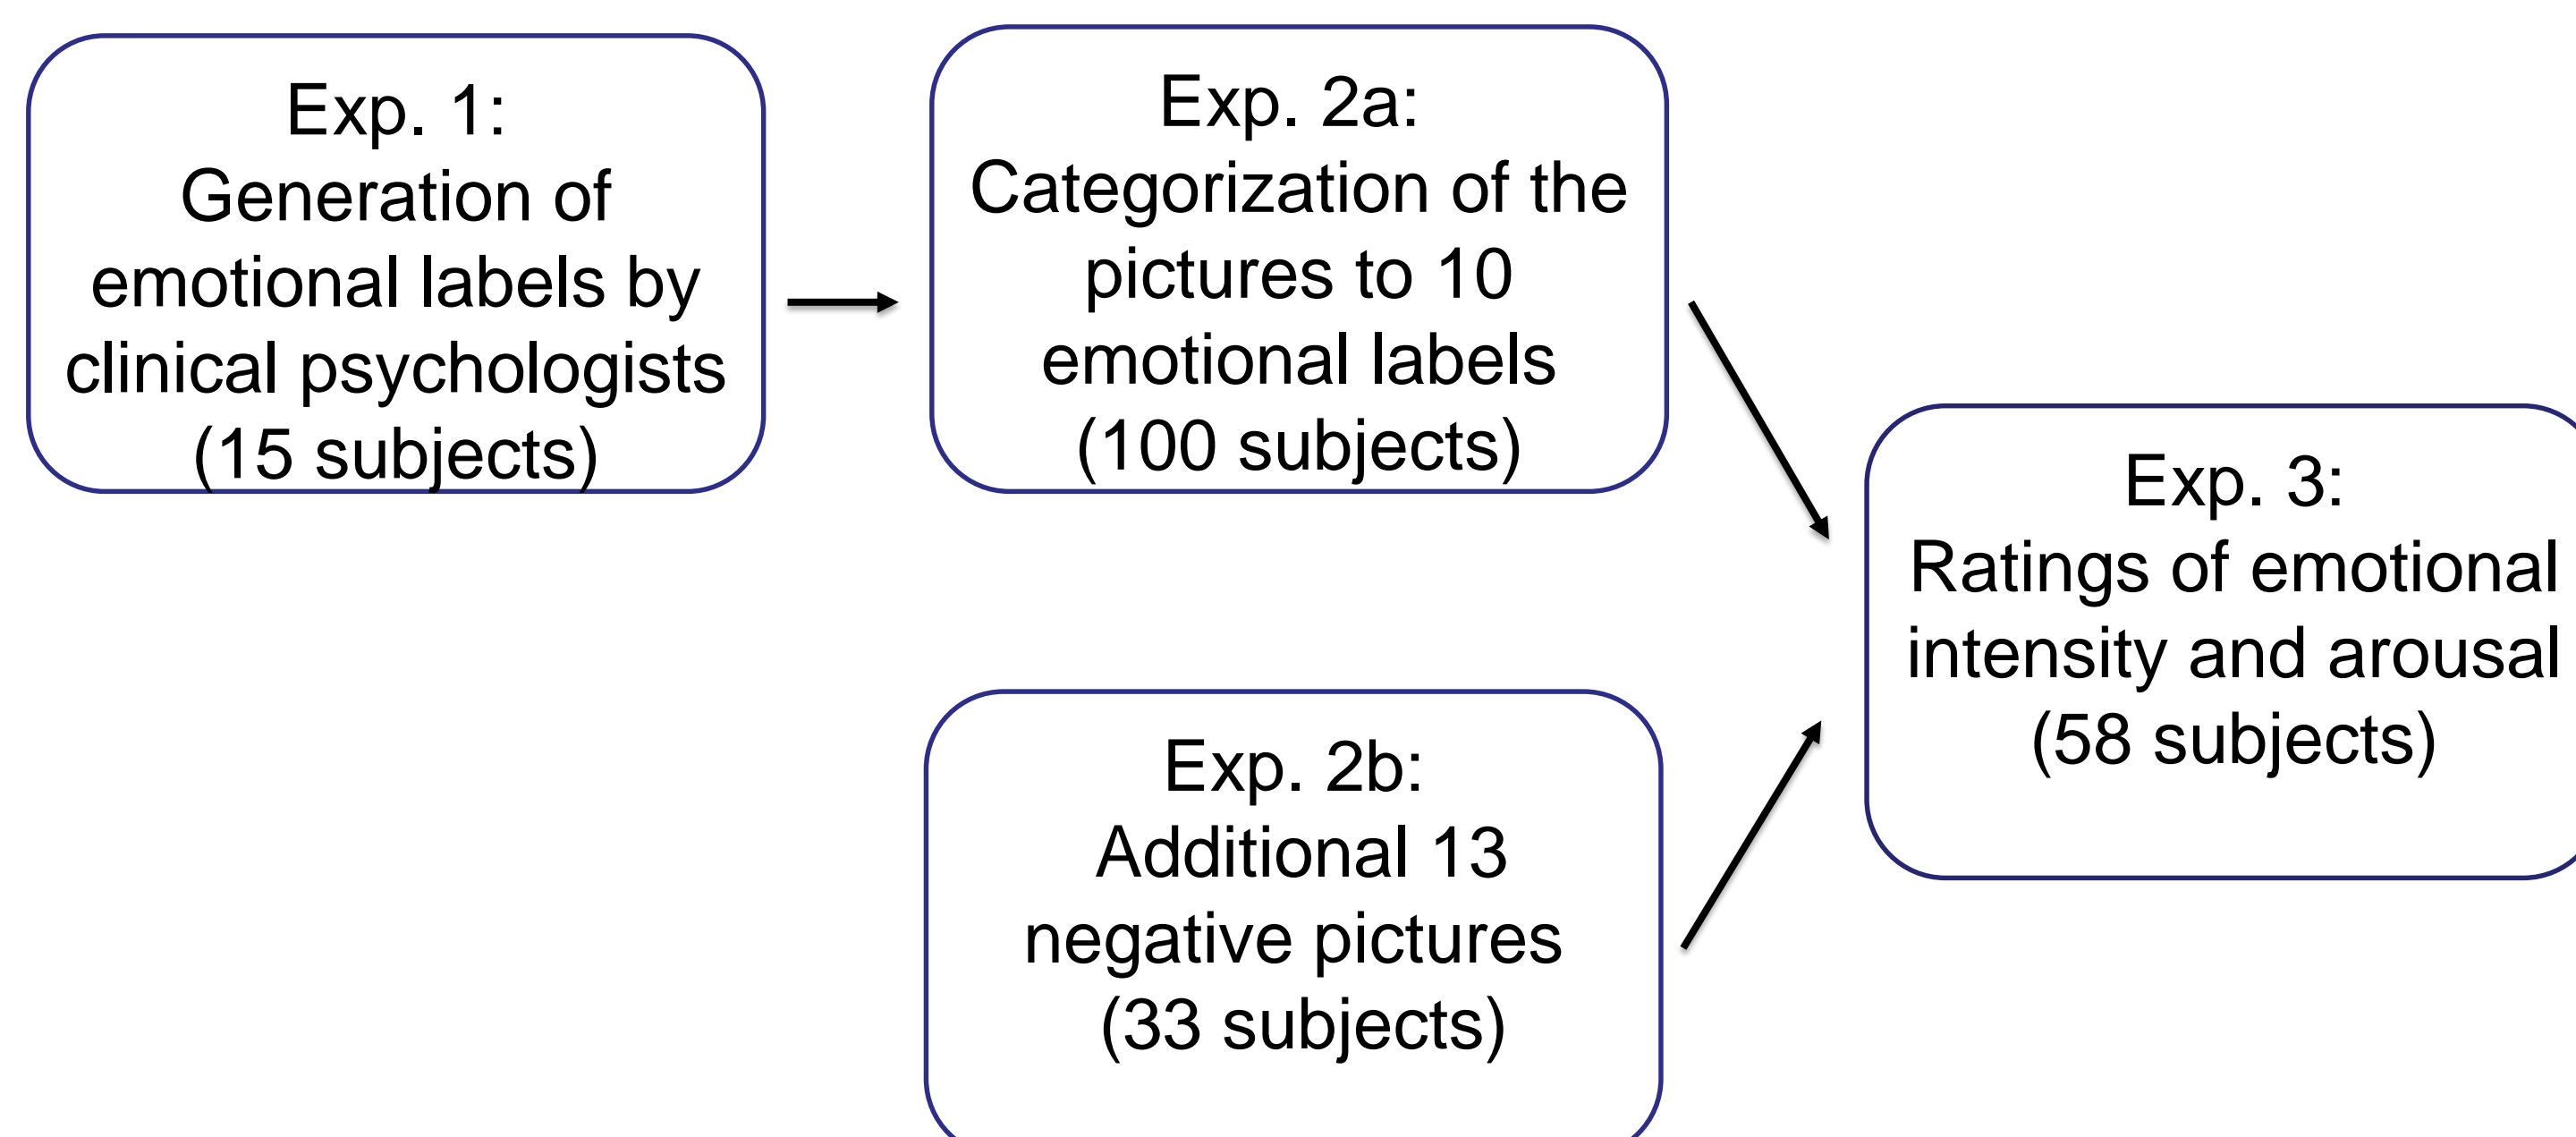 Exp. 1:
Generation of
emotional labels by
clinical psychologists
(15 subjects)
Exp. 2a:
Categorization of the
pictures to 10
emotional labels
(100 subjects)
Exp. 3:
Ratings of emotional
intensity and arousal
(58 subjects)
Exp. 2b:
Additional 13
negative pictures
(33 subjects)